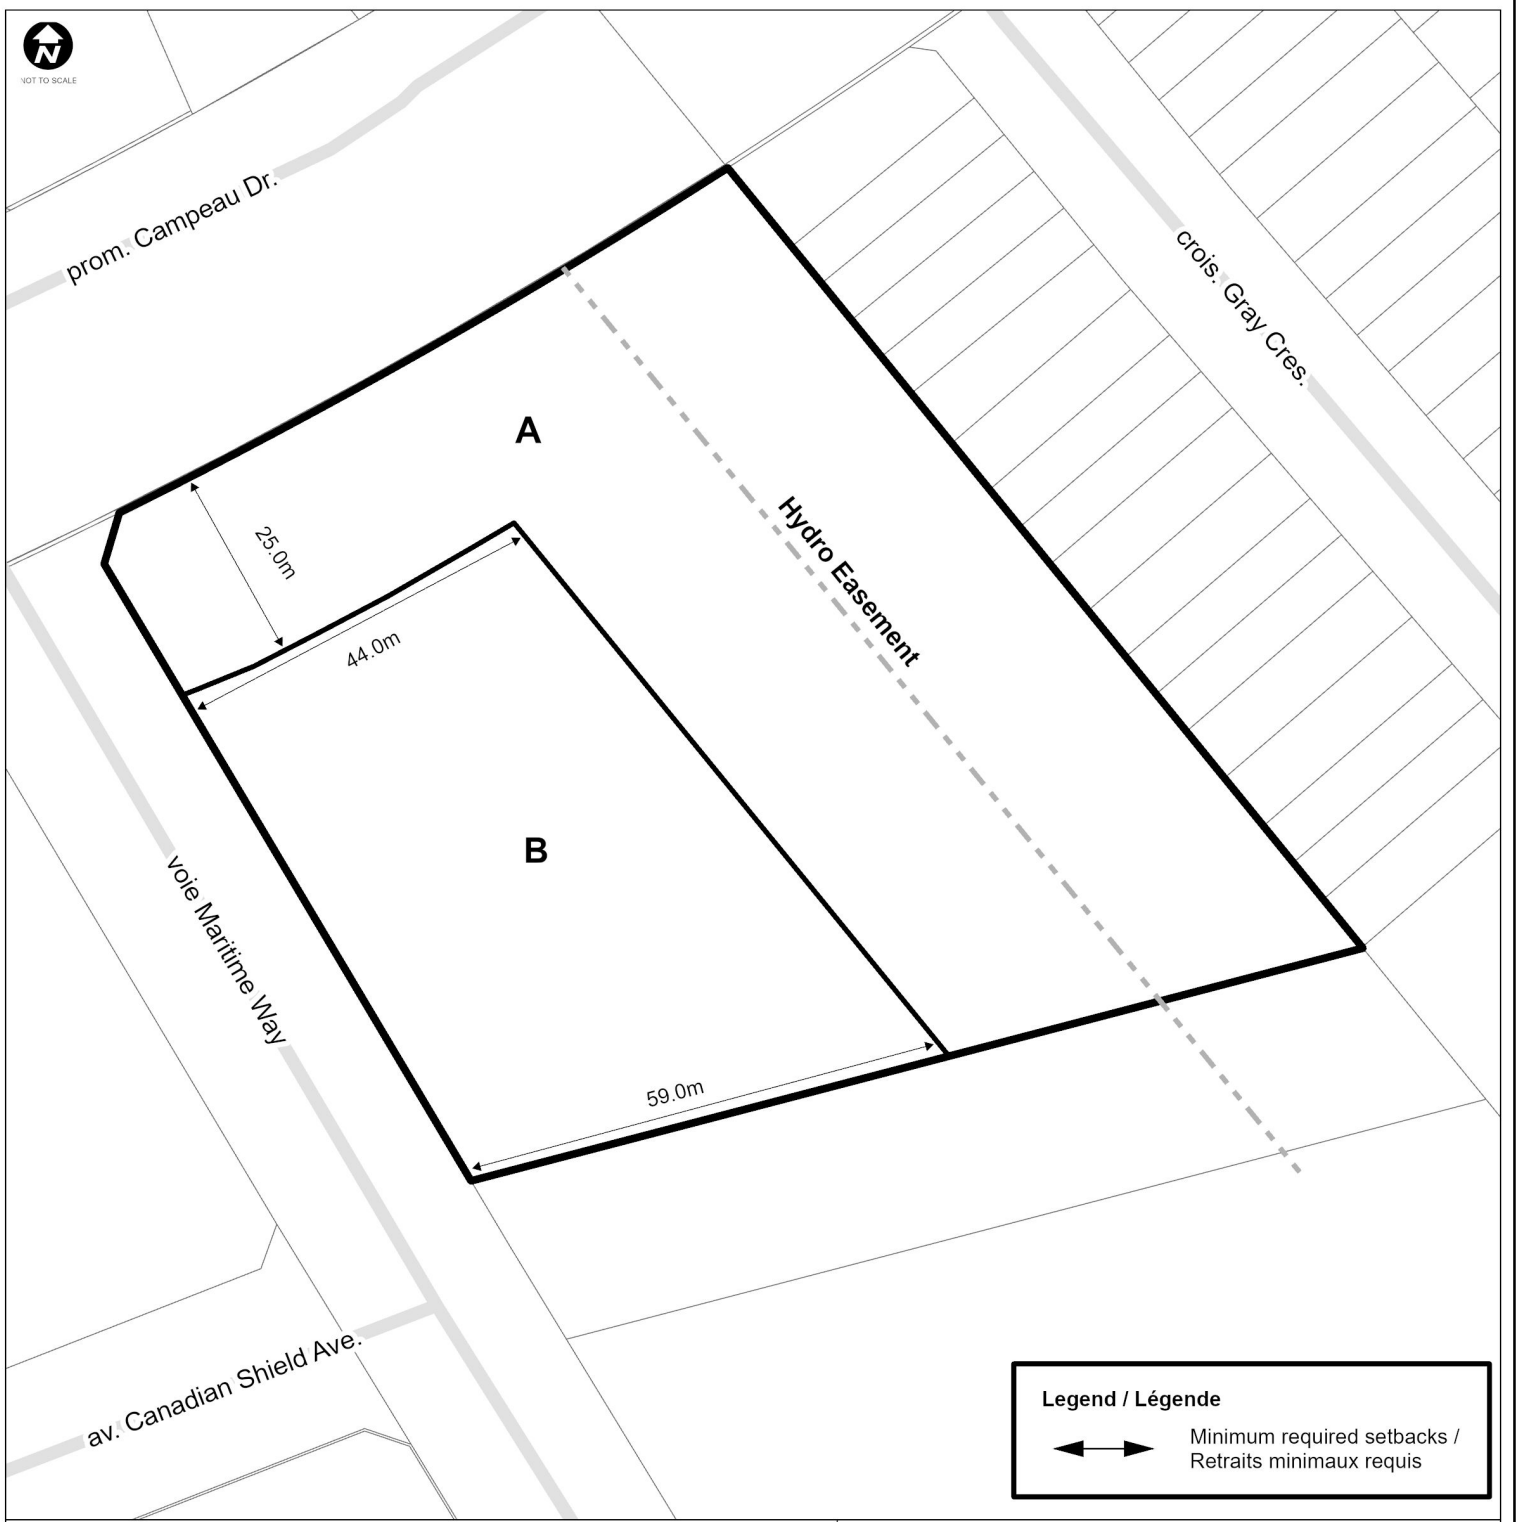 N
NOT TO SCALE
prom. Campeau Dr.
crois. Gray Cres.
A
25.0m
Hydro Easement
44.0m
B
voie Maritime Way
59.0m
av. Canadian Shield Ave.
Legend / Légende
Minimum required setbacks /
Retraits minimaux requis